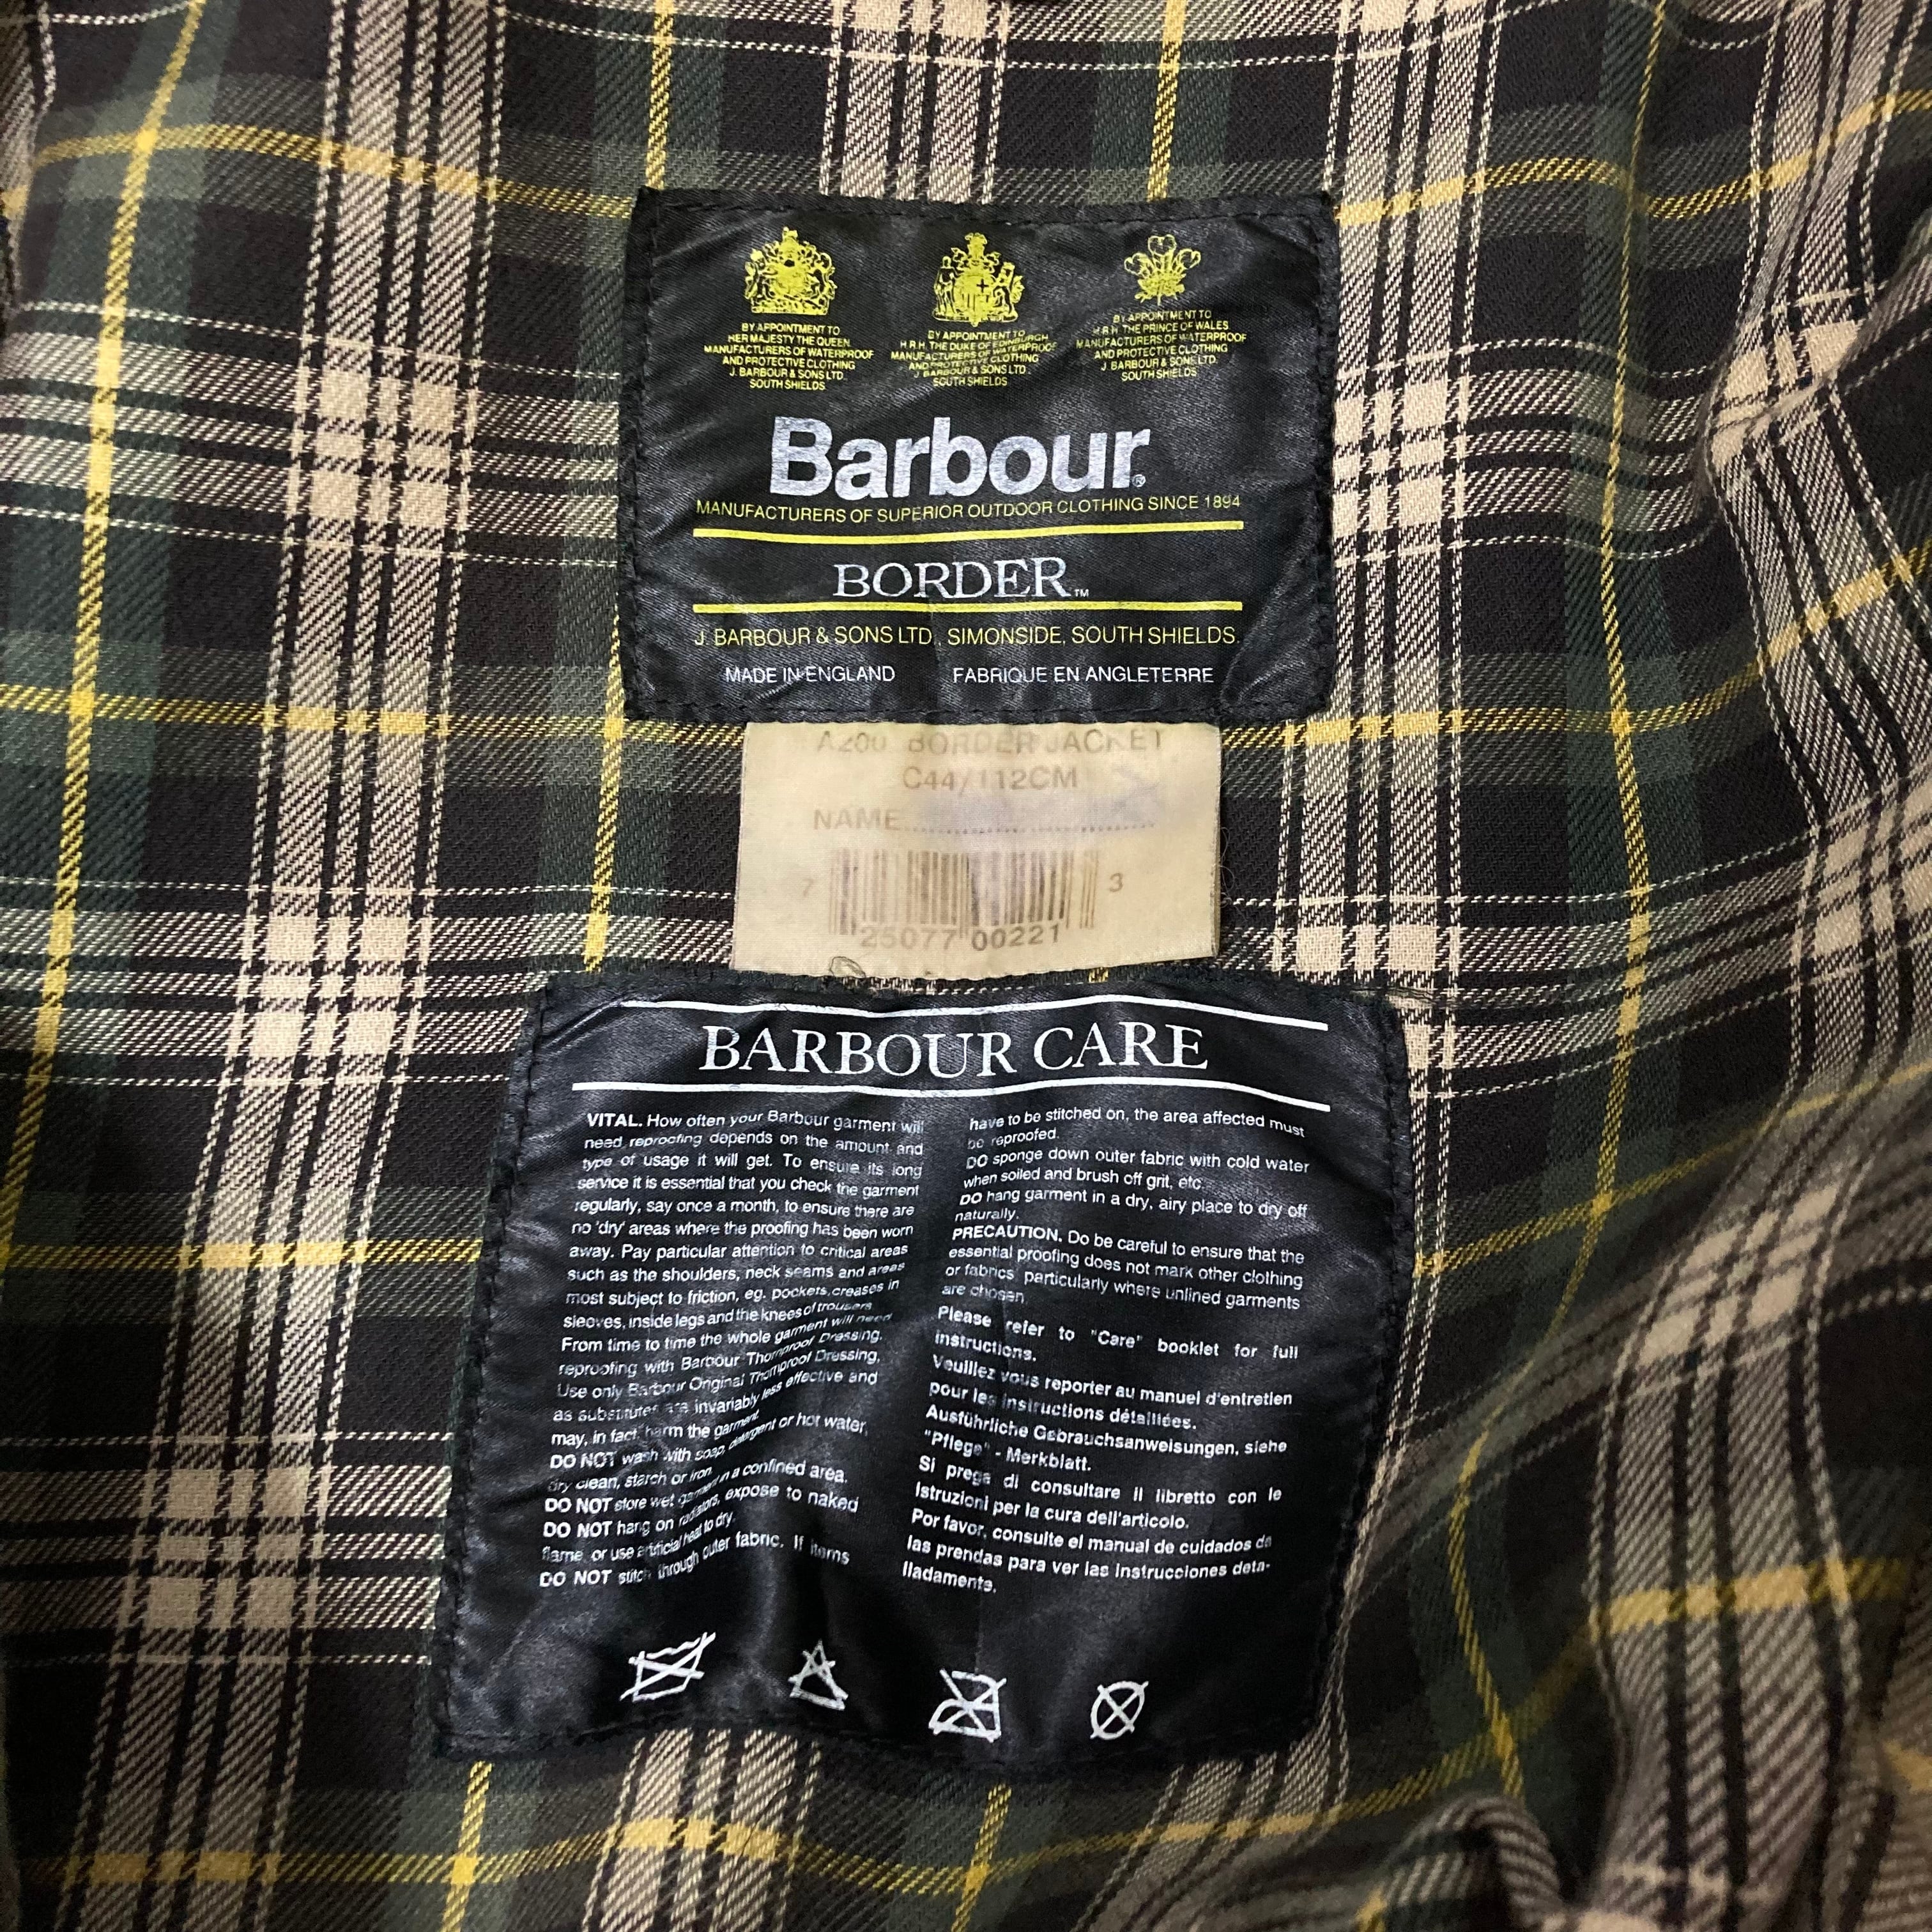 BY APPOINTMENT TO
HER MAJESTY THE QUEEN
MANUFACTURERS OF WATERPROOF
AND PROTECTIVE CLOTHING
J. BARBOUR & SONS LTD.
SOUTH SHIELDS
BY APPOINTMENT TO
H.R.H. THE DUKE OF EDINBURGH
MANUFACTURERS OF WATERPROOF
AND PROTECTIVE CLOTHING
J. BARBOUR & SONS LTD.
SOUTH SHIELDS
BY APPOINTMENT TO
H.R.H. THE PRINCE OF WALES
MANUFACTURERS OF WATERPROOF
AND PROTECTIVE CLOTHING
J. BARBOUR & SONS LTD.
SOUTH SHIELDS
Barbour®
MANUFACTURERS OF SUPERIOR OUTDOOR CLOTHING SINCE 1894
BORDER™
J. BARBOUR & SONS LTD., SIMONSIDE, SOUTH SHIELDS.
MADE IN ENGLAND FABRIQUE EN ANGLETERRE
A200 BORDER JACKET
C44/112CM
NAME
7 25077 00221 3
BARBOUR CARE
VITAL. How often your Barbour garment will
need reproofing depends on the amount and
type of usage it will get. To ensure its long
service it is essential that you check the garment
regularly, say once a month, to ensure there are
no 'dry' areas where the proofing has been worn
away. Pay particular attention to critical areas
such as the shoulders, neck seams and areas
most subject to friction, eg. pockets, creases in
sleeves, inside legs and the knees of trousers
From time to time the whole garment will need
reproofing with Barbour Thornproof Dressing.
Use only Barbour Original Thornproof Dressing,
as substitutes are invariably less effective and
may, in fact, harm the garment.
DO NOT wash with soap, detergent or hot water,
dry clean, starch or iron.
DO NOT store wet garment in a confined area.
DO NOT hang on radiators, expose to naked
flame, or use artificial heat to dry.
DO NOT stitch through outer fabric. If items
have to be stitched on, the area affected must
be reproofed.
DO sponge down outer fabric with cold water
when soiled and brush off grit, etc.
DO hang garment in a dry, airy place to dry off
naturally.
PRECAUTION. Do be careful to ensure that the
essential proofing does not mark other clothing
or fabrics particularly where unlined garments
are chosen.
Please refer to "Care" booklet for full
instructions.
Veuillez vous reporter au manuel d'entretien
pour les instructions détaillées.
Ausführliche Gebrauchsanweisungen, siehe
"Pflege" - Merkblatt.
Si prega di consultare il libretto con le
istruzioni per la cura dell'articolo.
Por favor, consulte el manual de cuidados de
las prendas para ver las instrucciones deta-
lladamente.